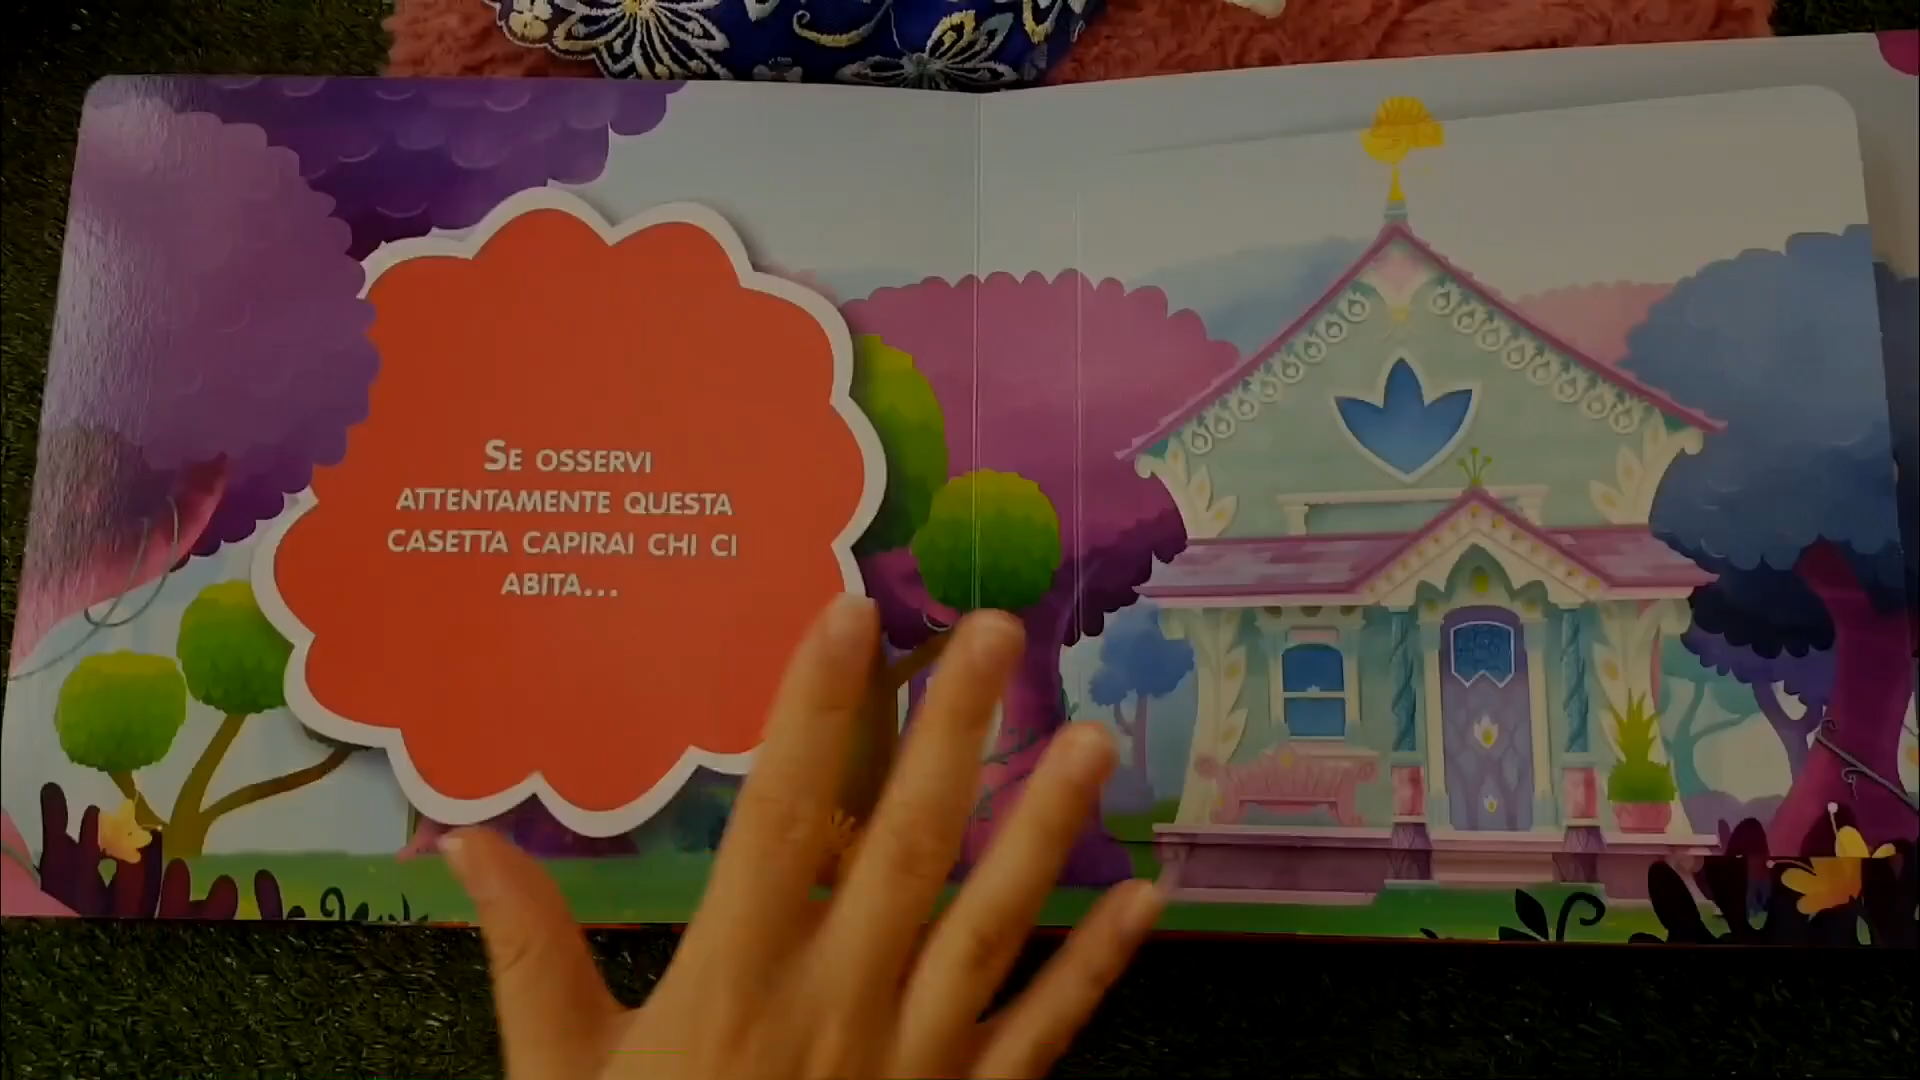 SE OSSERVI
ATTENTAMENTE QUESTA
CASETTA CAPIRAI CHI CI
ABITA...